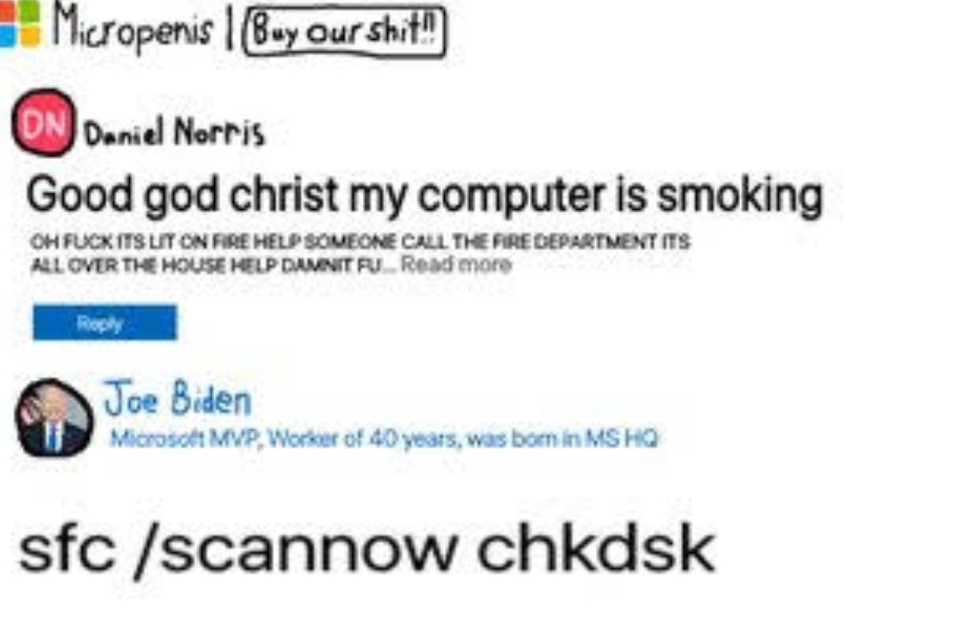 Micropenis | Buy our shit!!
DN Daniel Norris
Good god christ my computer is smoking
OH FUCK ITS LIT ON FIRE HELP SOMEONE CALL THE FIRE DEPARTMENT ITS
ALL OVER THE HOUSE HELP DAMNIT FU... Read more
Reply
Joe Biden
Microsoft MVP, Worker of 40 years, was born in MS HQ
sfc /scannow chkdsk